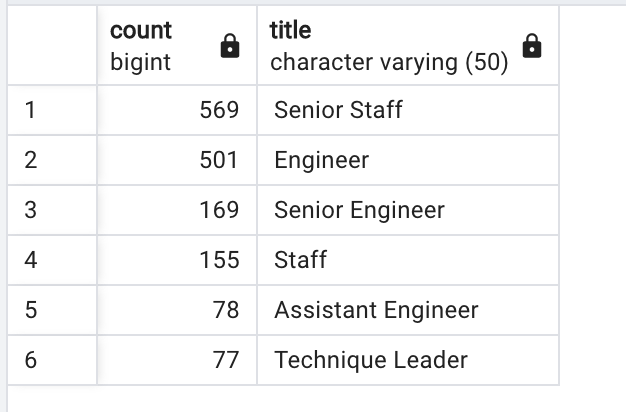 count title
bigint character varying (50)
1 569 Senior Staff
2 501 Engineer
3 169 Senior Engineer
4 155 Staff
5 78 Assistant Engineer
6 77 Technique Leader